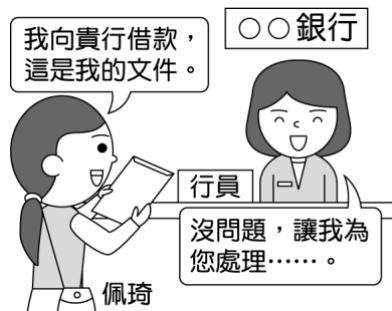 ○○銀行
我向貴行借款，
這是我的文件。
行員
沒問題，讓我為
您處理……。
佩琦